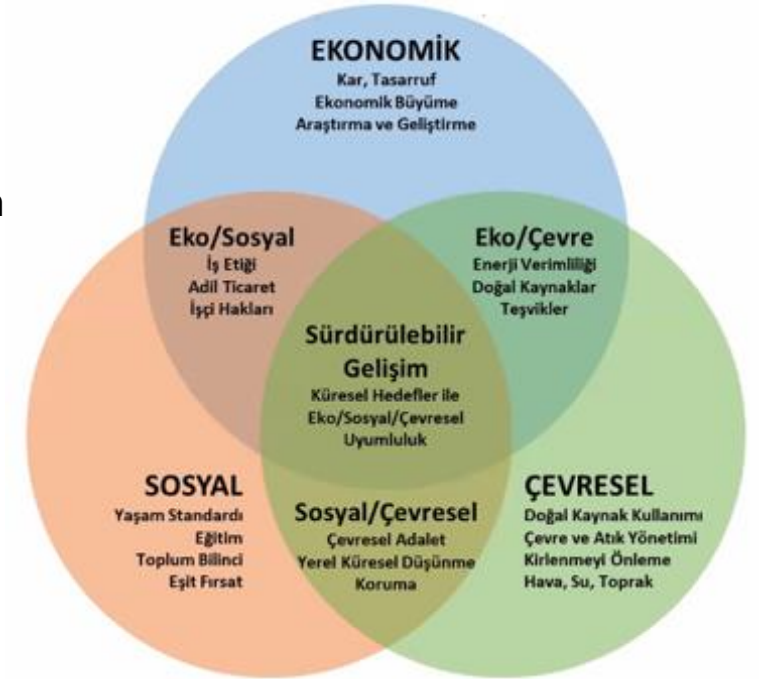 EKONOMİK
Kar, Tasarruf
Ekonomik Büyüme
Araştırma ve Geliştirme
Eko/Sosyal
İş Etiği
Adil Ticaret
İşçi Hakları
Eko/Çevre
Enerji Verimliliği
Doğal Kaynaklar
Teşvikler
Sürdürülebilir
Gelişim
Küresel Hedefler ile
Eko/Sosyal/Çevresel
Uyumluluk
SOSYAL
Yaşam Standardı
Eğitim
Toplum Bilinci
Eşit Fırsat
Sosyal/Çevresel
Çevresel Adalet
Yerel Küresel Düşünme
Koruma
ÇEVRESEL
Doğal Kaynak Kullanımı
Çevre ve Atık Yönetimi
Kirlenmeyi Önleme
Hava, Su, Toprak